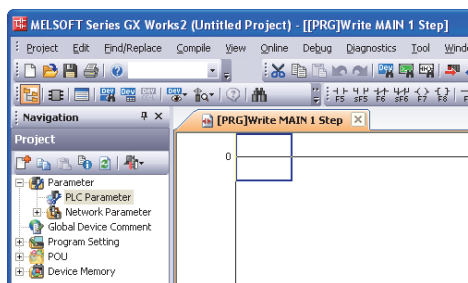 MELSOFT Series GX Works2 (Untitled Project) - [[PRG]Write MAIN 1 Step]
Project Edit Find/Replace Compile View Online Debug Diagnostics Tool Wind
F5 sF5 F6 sF6 F7 F8
Navigation
[PRG]Write MAIN 1 Step
Project
0
Parameter
PLC Parameter
Network Parameter
Global Device Comment
Program Setting
POU
Device Memory